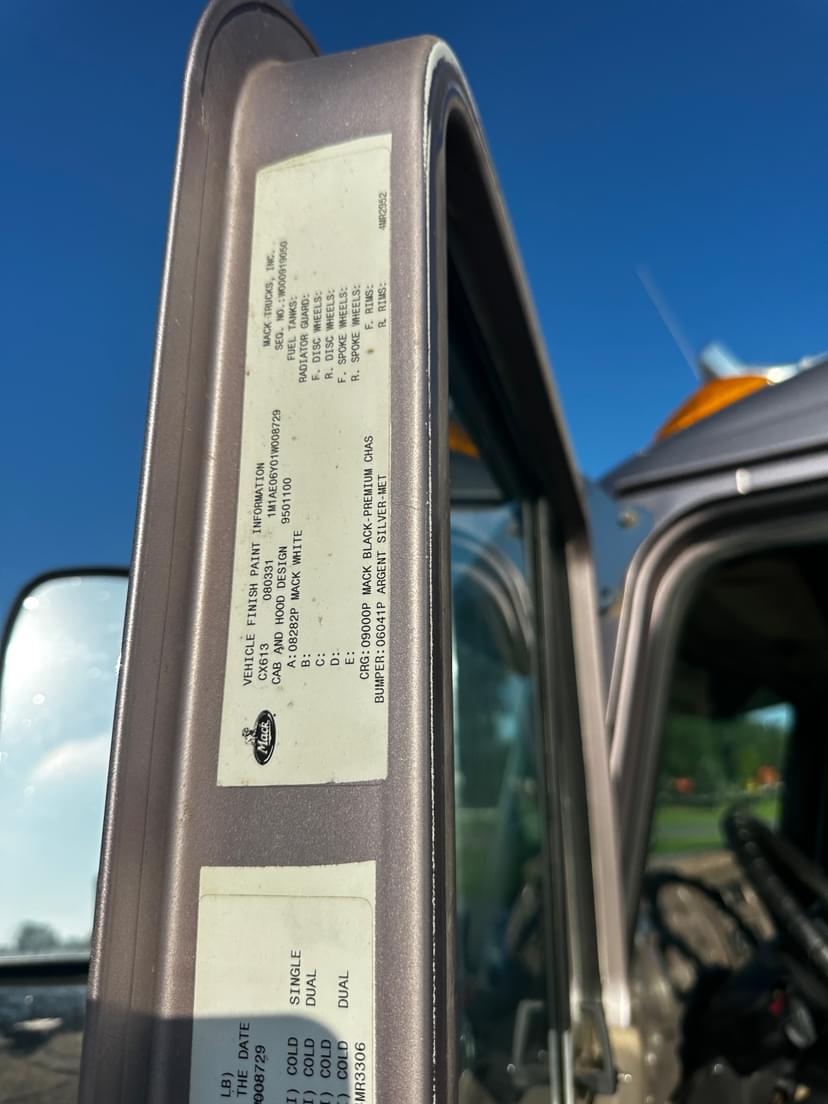 Mack
VEHICLE FINISH PAINT INFORMATION
MACK TRUCKS, INC.
CX613 080331 1M1AE06Y01W008729
SEQ. NO.:W000919050
CAB AND HOOD DESIGN 9501100
FUEL TANKS:
A:08282P MACK WHITE
RADIATOR GUARD:
B:
F. DISC WHEELS:
C:
R. DISC WHEELS:
D:
F. SPOKE WHEELS:
E:
R. SPOKE WHEELS:
CRG:09000P MACK BLACK-PREMIUM CHAS
F. RIMS:
BUMPER:06041P ARGENT SILVER-MET
R. RIMS:
4MR2952
LB)
THE DATE
008729
I) COLD SINGLE
I) COLD DUAL
I) COLD
I) COLD DUAL
MR3306